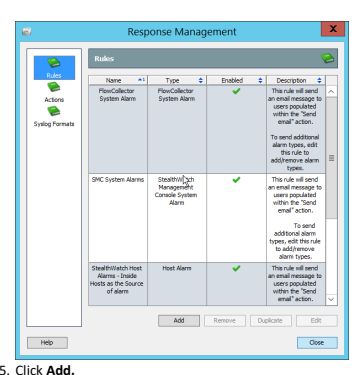 Response Management
X
Rules
Actions
Syslog Formats
Rules
Name
Type
Enabled
Description
FlowCollector
System Alarm
FlowCollector
System Alarm
This rule will send
an email message to
users populated
within the "Send
email" action.
To send additional
alarm types, edit
this rule to
add/remove alarm
types.
SMC System Alarms
StealthWatch
Management
Console System
Alarm
This rule will send
an email message to
users populated
within the "Send
email" action.
To send
additional alarm
types, edit this rule
to add/remove
alarm types.
StealthWatch Host
Alarms - Inside
Hosts as the Source
of alarm
Host Alarm
This rule will send
an email message to
users populated
within the "Send
email" action.
Add
Remove
Duplicate
Edit
Help
Close
5. Click Add.